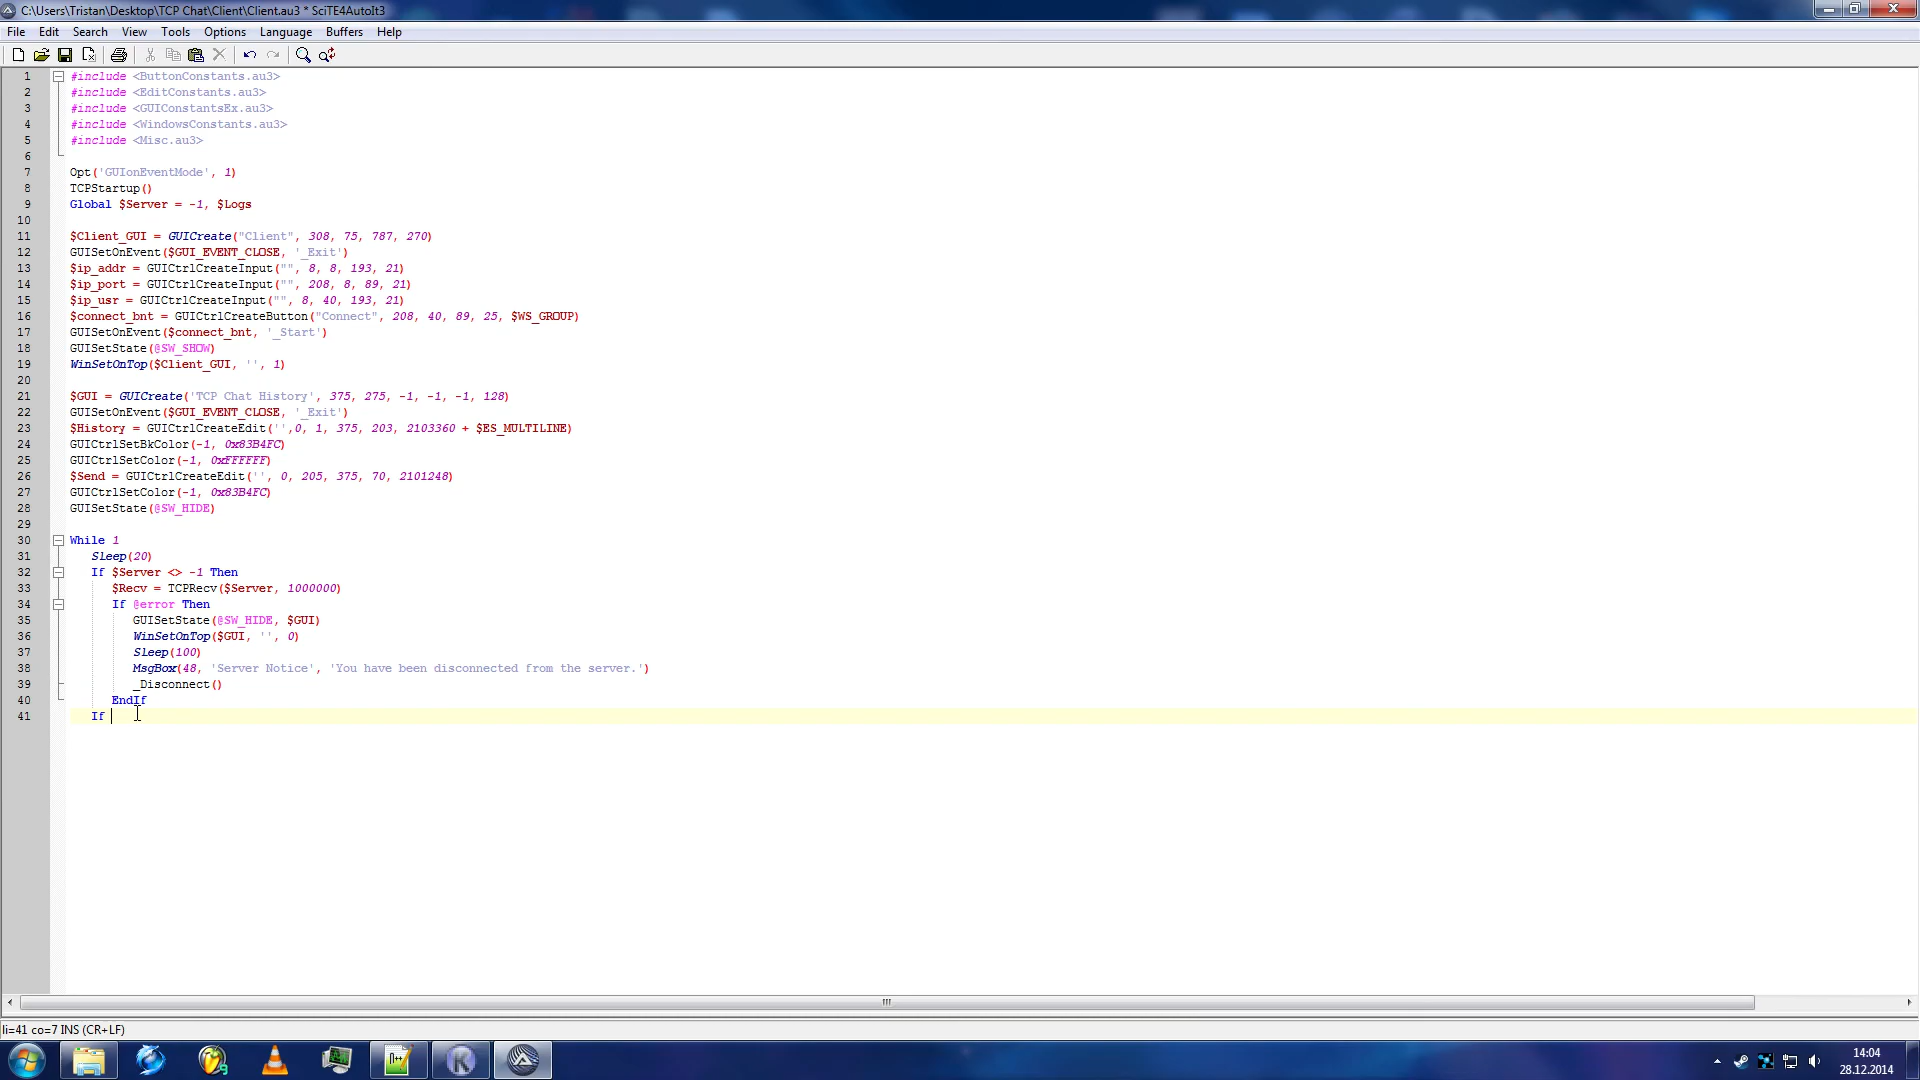 C:\Users\Tristan\Desktop\TCP Chat\Client\Client.au3 * SciTE4AutoIt3
File Edit Search View Tools Options Language Buffers Help
1 #include <ButtonConstants.au3>
2 #include <EditConstants.au3>
3 #include <GUIConstantsEx.au3>
4 #include <WindowsConstants.au3>
5 #include <Misc.au3>
6
7 Opt('GUIonEventMode', 1)
8 TCPStartup()
9 Global $Server = -1, $Logs
10
11 $Client_GUI = GUICreate("Client", 308, 75, 787, 270)
12 GUISetOnEvent($GUI_EVENT_CLOSE, '_Exit')
13 $ip_addr = GUICtrlCreateInput("", 8, 8, 193, 21)
14 $ip_port = GUICtrlCreateInput("", 208, 8, 89, 21)
15 $ip_usr = GUICtrlCreateInput("", 8, 40, 193, 21)
16 $connect_bnt = GUICtrlCreateButton("Connect", 208, 40, 89, 25, $WS_GROUP)
17 GUISetOnEvent($connect_bnt, '_Start')
18 GUISetState(@SW_SHOW)
19 WinSetOnTop($Client_GUI, '', 1)
20
21 $GUI = GUICreate('TCP Chat History', 375, 275, -1, -1, -1, 128)
22 GUISetOnEvent($GUI_EVENT_CLOSE, '_Exit')
23 $History = GUICtrlCreateEdit('',0, 1, 375, 203, 2103360 + $ES_MULTILINE)
24 GUICtrlSetBkColor(-1, 0x83B4FC)
25 GUICtrlSetColor(-1, 0xFFFFFF)
26 $Send = GUICtrlCreateEdit('', 0, 205, 375, 70, 2101248)
27 GUICtrlSetColor(-1, 0x83B4FC)
28 GUISetState(@SW_HIDE)
29
30 While 1
31 Sleep(20)
32 If $Server <> -1 Then
33 $Recv = TCPRecv($Server, 1000000)
34 If @error Then
35 GUISetState(@SW_HIDE, $GUI)
36 WinSetOnTop($GUI, '', 0)
37 Sleep(100)
38 MsgBox(48, 'Server Notice', 'You have been disconnected from the server.')
39 _Disconnect()
40 EndIf
41 If
li=41 co=7 INS (CR+LF)
14:04
28.12.2014